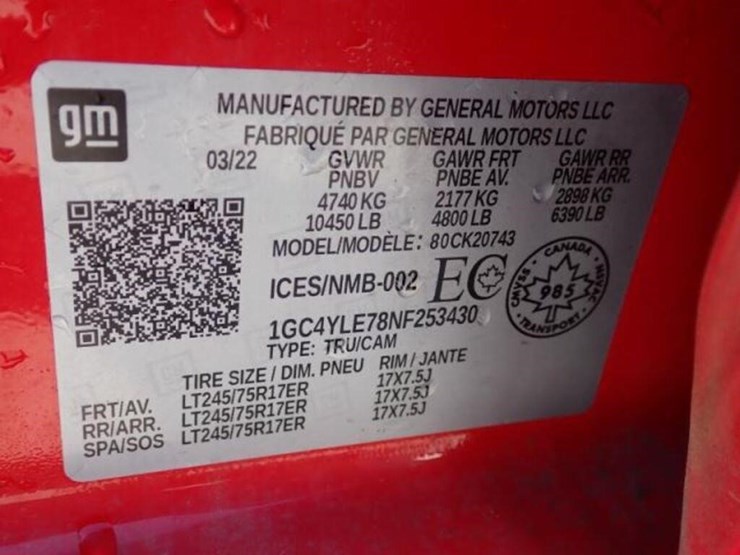 gm
MANUFACTURED BY GENERAL MOTORS LLC
FABRIQUÉ PAR GENERAL MOTORS LLC
03/22 GVWR GAWR FRT GAWR RR
PNBV PNBE AV. PNBE ARR.
4740 KG 2177 KG 2898 KG
10450 LB 4800 LB 6390 LB
MODEL/MODÈLE: 80CK20743
ICES/NMB-002 EC
CANADA
SVAC/NSVAC
985
TRANSPORT
1GC4YLE78NF253430
TYPE: TRU/CAM
TIRE SIZE / DIM. PNEU RIM / JANTE
FRT/AV. LT245/75R17ER 17X7.5J
RR/ARR. LT245/75R17ER 17X7.5J
SPA/SOS LT245/75R17ER 17X7.5J